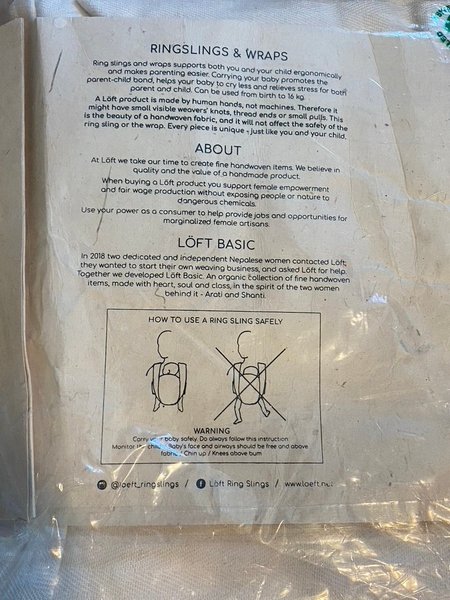 RINGSLINGS & WRAPS
Ring slings and wraps supports both you and your child ergonomically
and makes parenting easier. Carrying your baby promotes the
parent-child bond, helps your baby to cry less and relieves stress for both
parent and child. Can be used from birth to 16 kg.
A Löft product is made by human hands, not machines. Therefore it
might have small visible weavers' knots, thread ends or small pulls. This
is the beauty of a handwoven fabric, and it will not affect the safety of the
ring sling or the wrap. Every piece is unique - just like you and your child.
ABOUT
At Löft we take our time to create fine handwoven items. We believe in
quality and the value of a handmade product.
When buying a Löft product you support female empowerment
and fair wage production without exposing people or nature to
dangerous chemicals.
Use your power as a consumer to help provide jobs and opportunities for
marginalized female artisans.
LÖFT BASIC
In 2018 two dedicated and independent Nepalese women contacted Löft;
they wanted to start their own weaving business, and asked Löft for help.
Together we developed Löft Basic. An organic collection of fine handwoven
items, made with heart, soul and class, in the spirit of the two women
behind it - Arati and Shanti.
HOW TO USE A RING SLING SAFELY
WARNING
Carry your baby safely. Do always follow this instruction:
Monitor the child / Baby's face and airways should be free and above
fabric / Chin up / Knees above bum
@loeft_ringslings / Löft Ring Slings / www.loeft.